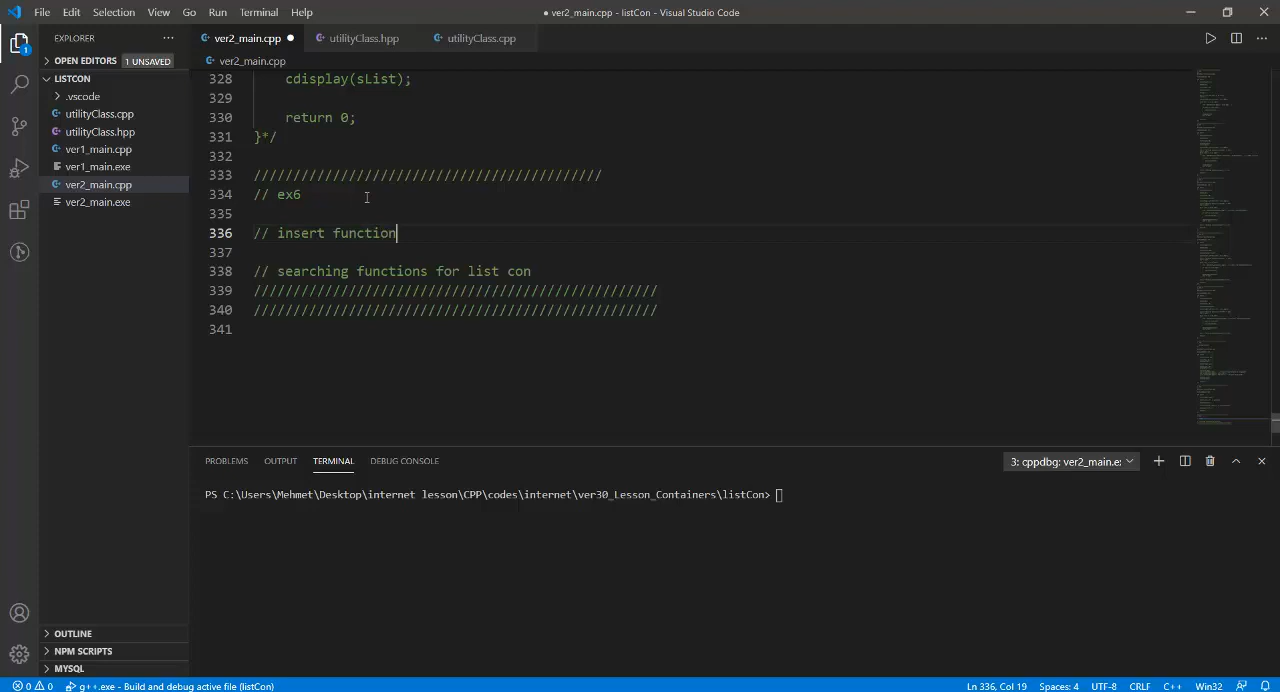 File Edit Selection View Go Run Terminal Help
● ver2_main.cpp - listCon - Visual Studio Code
EXPLORER
OPEN EDITORS 1 UNSAVED
LISTCON
.vscode
utilityClass.cpp
utilityClass.hpp
ver1_main.cpp
ver1_main.exe
ver2_main.cpp
ver2_main.exe
OUTLINE
NPM SCRIPTS
MYSQL
1
ver2_main.cpp ● utilityClass.hpp utilityClass.cpp
ver2_main.cpp
328 cdisplay(sList);
329
330 return 0;
331 }*/
332
333 ////////////////////////////////////////////
334 // ex6
335
336 // insert function
337
338 // searching functions for list con
339 ///////////////////////////////////////////////////
340 ///////////////////////////////////////////////////
341
PROBLEMS OUTPUT TERMINAL DEBUG CONSOLE
3: cppdbg: ver2_main.e
PS C:\Users\Mehmet\Desktop\internet lesson\CPP\codes\internet\ver30_Lesson_Containers\listCon>
0 0 g++.exe - Build and debug active file (listCon)
Ln 336, Col 19 Spaces: 4 UTF-8 CRLF C++ Win32